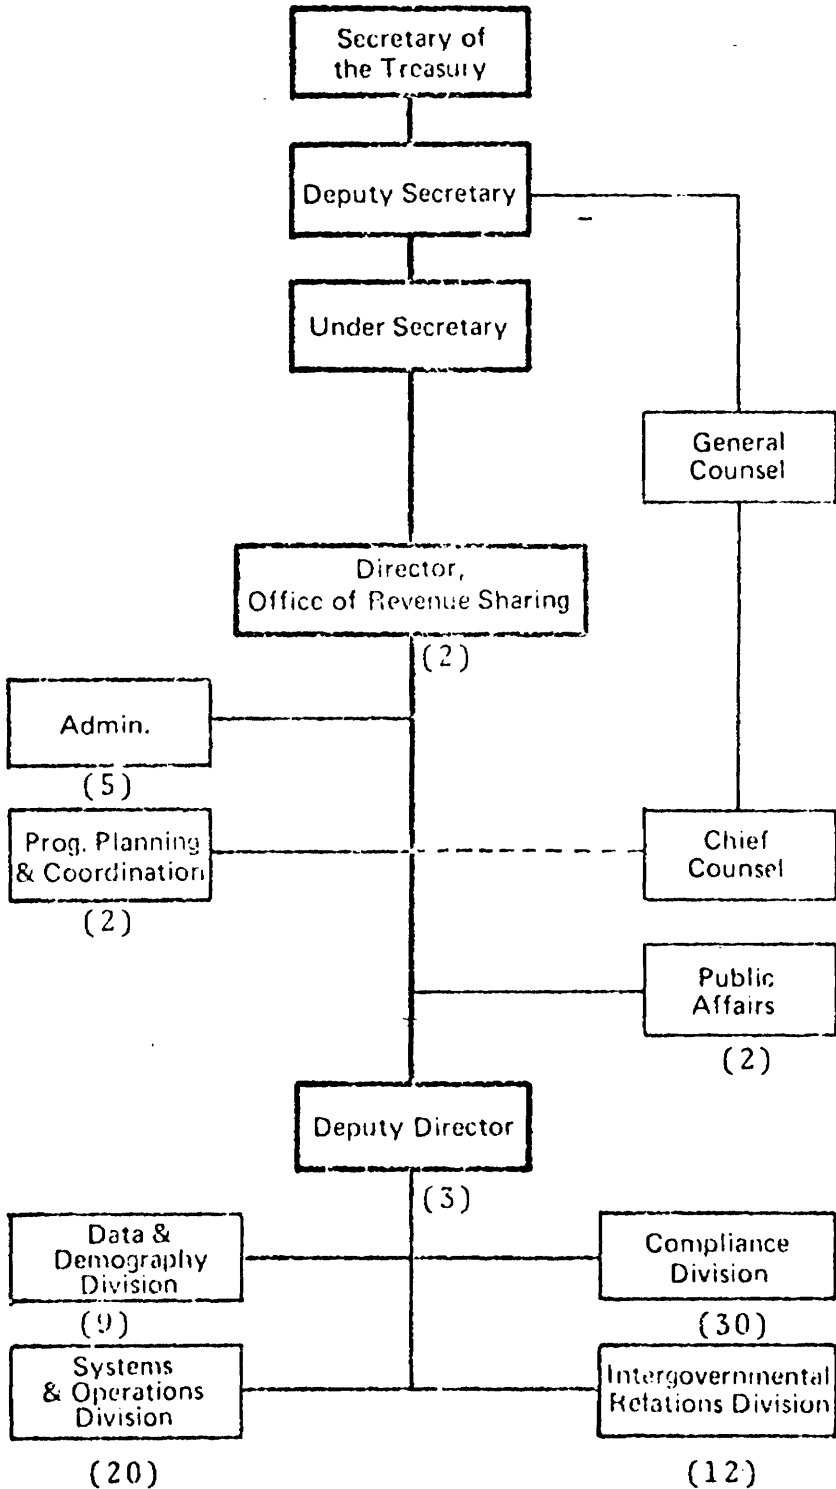 Secretary of
the Treasury
Deputy Secretary
Under Secretary
General
Counsel
Director,
Office of Revenue Sharing
(2)
Admin.
(5)
Prog. Planning
& Coordination
(2)
Chief
Counsel
Public
Affairs
(2)
Deputy Director
(3)
Data &
Demography
Division
(9)
Compliance
Division
(30)
Systems
& Operations
Division
(20)
Intergovernmental
Relations Division
(12)